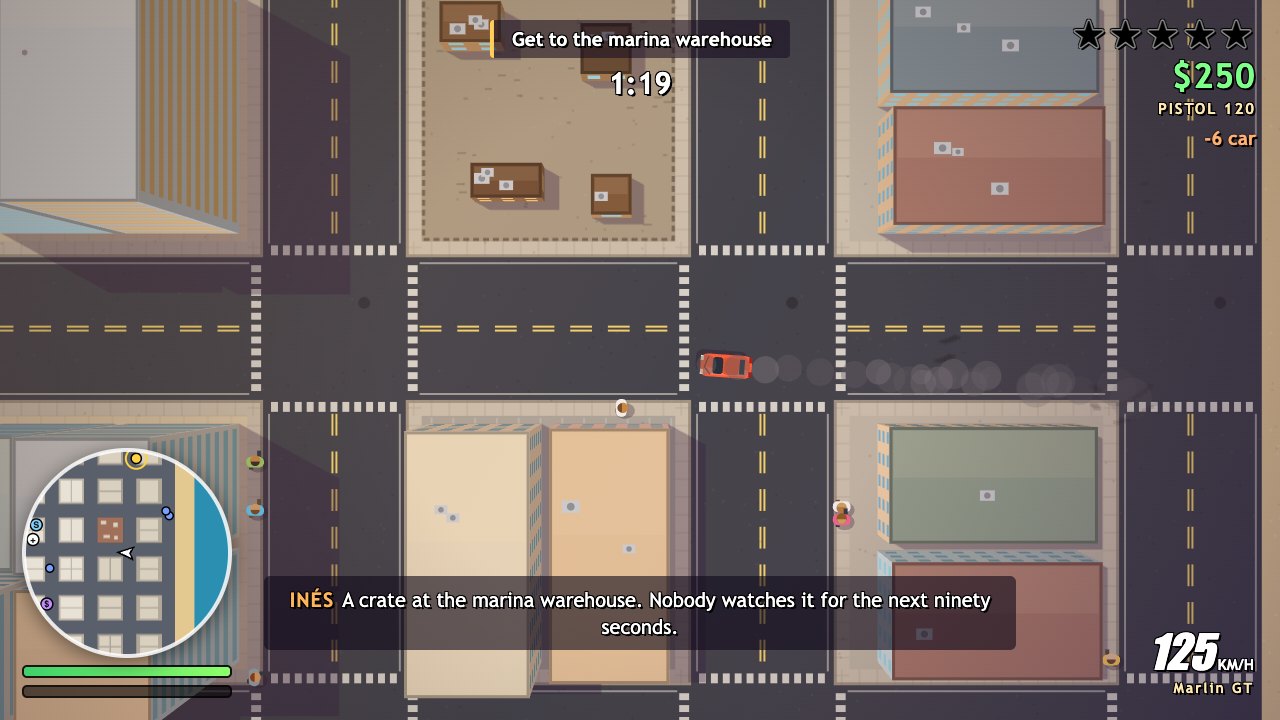 Get to the marina warehouse
1:19
$250
PISTOL 120
-6 car
S
S
INÉS A crate at the marina warehouse. Nobody watches it for the next ninety
seconds.
125 KM/H
Marlin GT